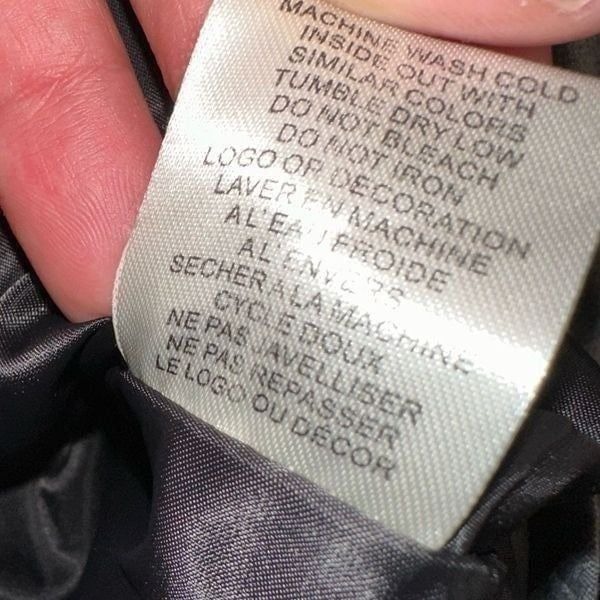 MACHINE WASH COLD
INSIDE OUT WITH
SIMILAR COLORS
TUMBLE DRY LOW
DO NOT BLEACH
DO NOT IRON
LOGO OR DECORATION
LAVER EN MACHINE
AL'EAU FROIDE
AL'ENVERS
SECHER A LA MACHINE
CYCLE DOUX
NE PAS JAVELLISER
NE PAS REPASSER
LE LOGO OU DECOR